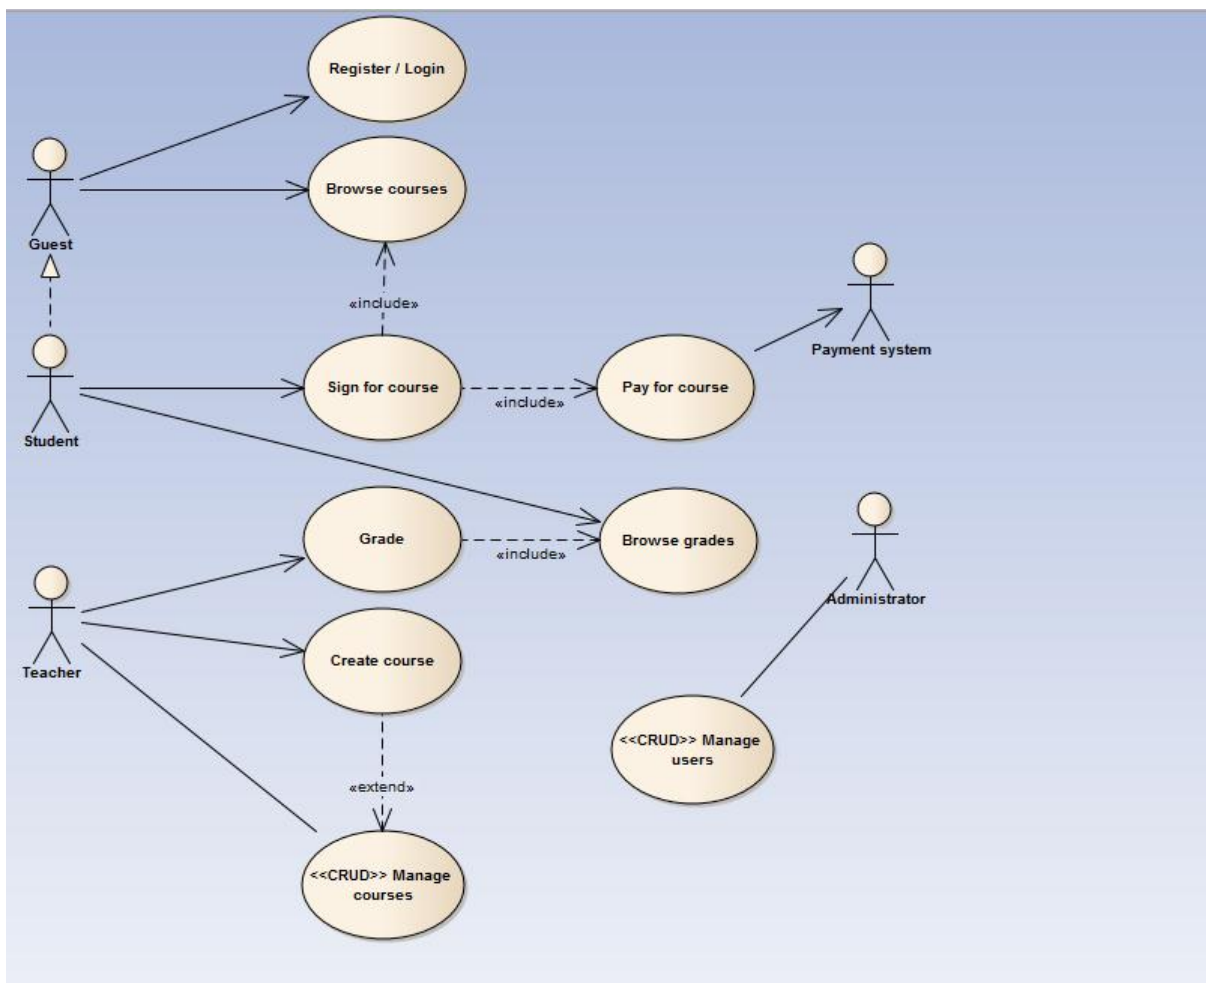 Register / Login
Browse courses
Guest
«include»
Payment system
Sign for course
«include»
Pay for course
Student
Grade
«include»
Browse grades
Administrator
Teacher
Create course
<<CRUD>> Manage
users
«extend»
<<CRUD>> Manage
courses